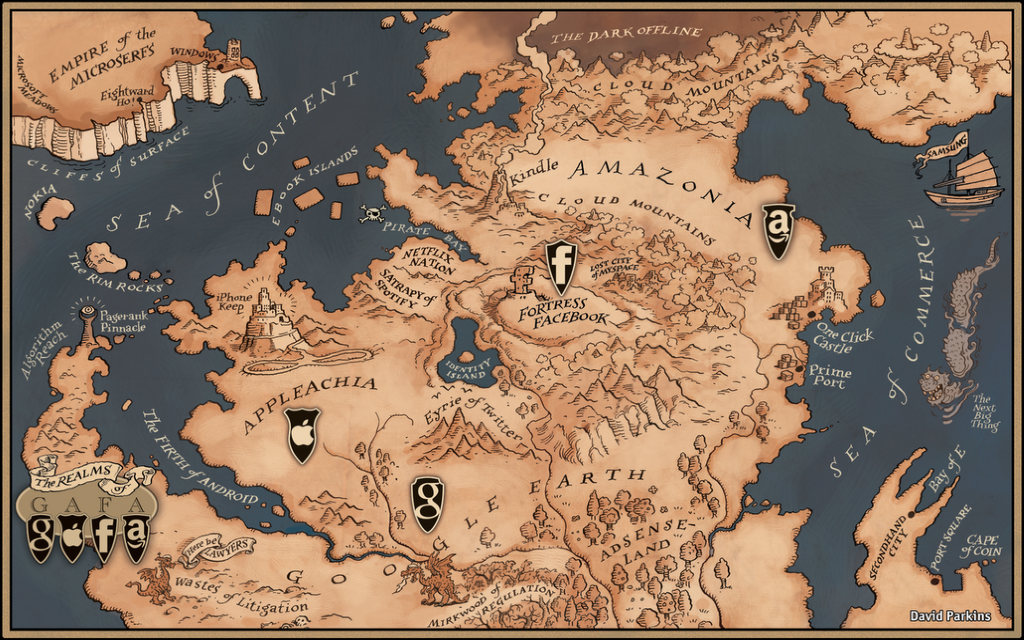 THE DARK OFFLINE
EMPIRE of the
MICROSERFS
WINDOW
MICROSOFT
MEADOWS
Eightward
Ho!
CLIFFS of SURFACE
CLOUD MOUNTAINS
SEA of CONTENT
NOKIA
EBOOK ISLANDS
Kindle
AMAZONIA
CLOUD MOUNTAINS
SAMSUNG
PIRATE BAY
NETFLIX
NATION
SATRAPY of
SPOTIFY
LOST CITY
of MYSPACE
f
a
FORTRESS
FACEBOOK
THE RIM ROCKS
iPhone
Keep
Pagerank
Pinnacle
Algorithm
Reach
IDENTITY
ISLAND
One Click
Castle
Prime
Port
SEA of COMMERCE
The
Next
Big
Thing
APPLEACHIA
Eyrie of Twitter
The FIRTH of ANDROID
g
GOOGLE EARTH
ADSENSE-
LAND
The REALMS
of
GAFA
g f a
Here be
LAWYERS
Wastes of Litigation
MIRKWOOD of
REGULATION
Bay of E
SECONDHAND
CITY
PORT SQUARE
CAPE
of COIN
David Parkins